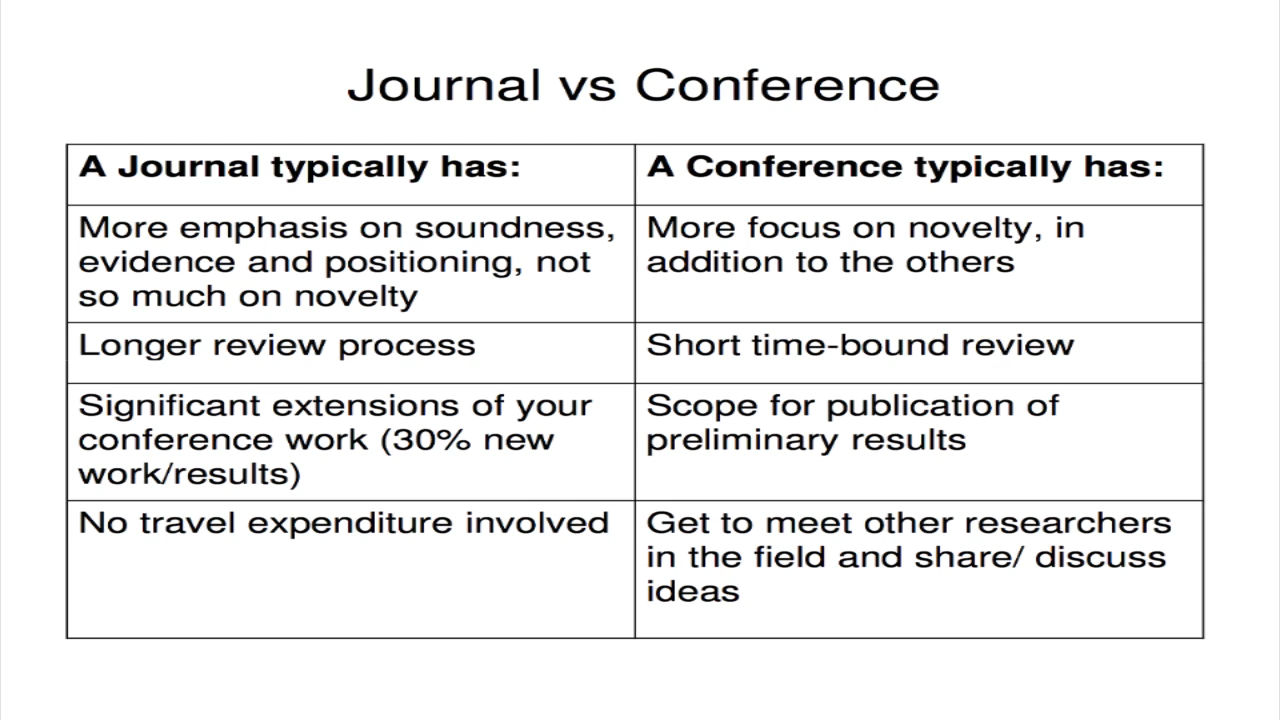 Journal vs Conference
A Journal typically has:
A Conference typically has:
More emphasis on soundness,
evidence and positioning, not
so much on novelty
More focus on novelty, in
addition to the others
Longer review process
Short time-bound review
Significant extensions of your
conference work (30% new
work/results)
Scope for publication of
preliminary results
No travel expenditure involved
Get to meet other researchers
in the field and share/ discuss
ideas